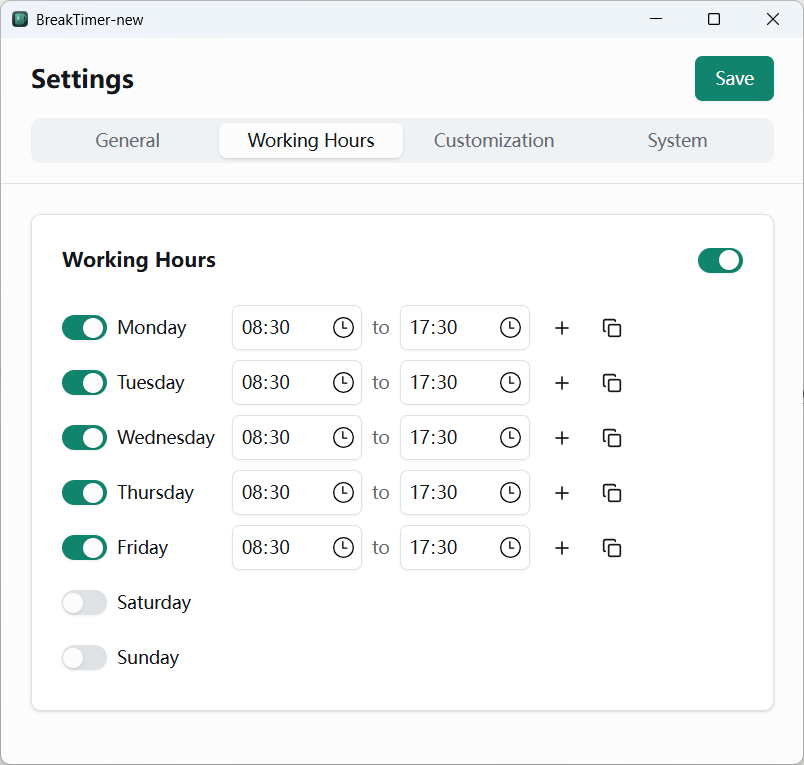 BreakTimer-new
Settings
Save
General Working Hours Customization System
Working Hours
Monday 08:30 to 17:30
Tuesday 08:30 to 17:30
Wednesday 08:30 to 17:30
Thursday 08:30 to 17:30
Friday 08:30 to 17:30
Saturday
Sunday